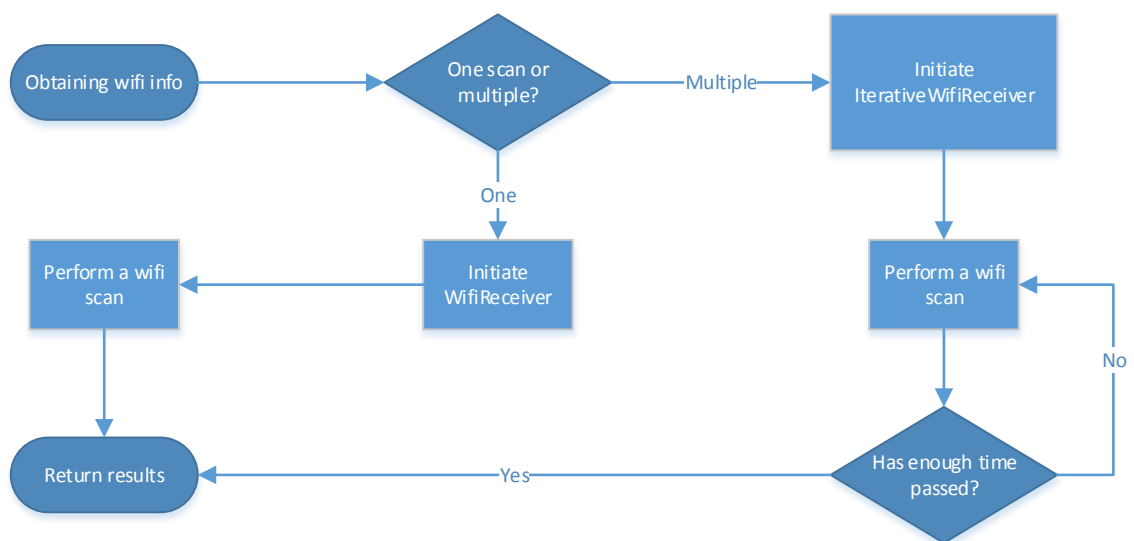 Obtaining wifi info
One scan or
multiple?
Multiple
Initiate
IterativeWifiReceiver
One
Perform a wifi
scan
Initiate
WifiReceiver
Perform a wifi
scan
No
Return results
Yes
Has enough time
passed?